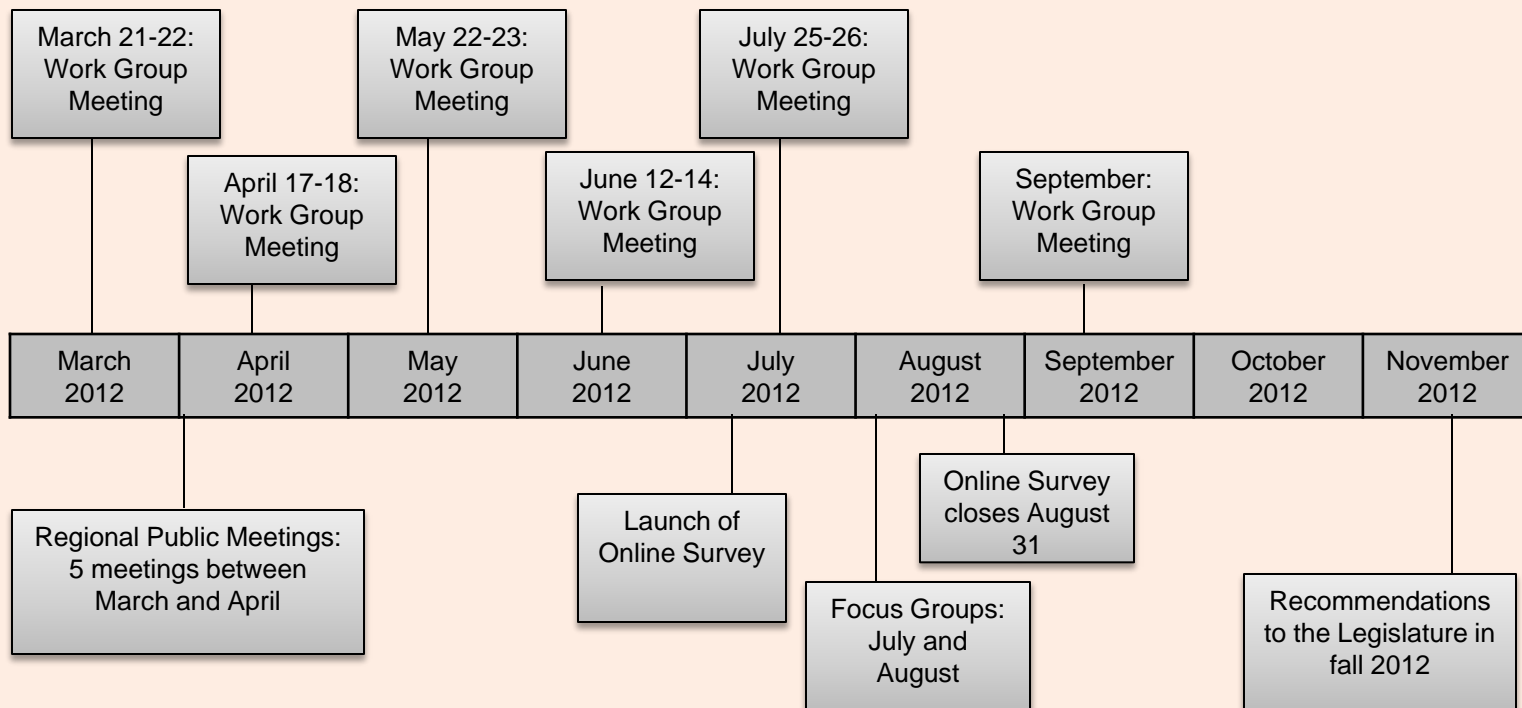 March 21-22:
Work Group
Meeting
May 22-23:
Work Group
Meeting
July 25-26:
Work Group
Meeting
April 17-18:
Work Group
Meeting
June 12-14:
Work Group
Meeting
September:
Work Group
Meeting
March
2012
April
2012
May
2012
June
2012
July
2012
August
2012
September
2012
October
2012
November
2012
Regional Public Meetings:
5 meetings between
March and April
Launch of
Online Survey
Online Survey
closes August
31
Focus Groups:
July and
August
Recommendations
to the Legislature in
fall 2012